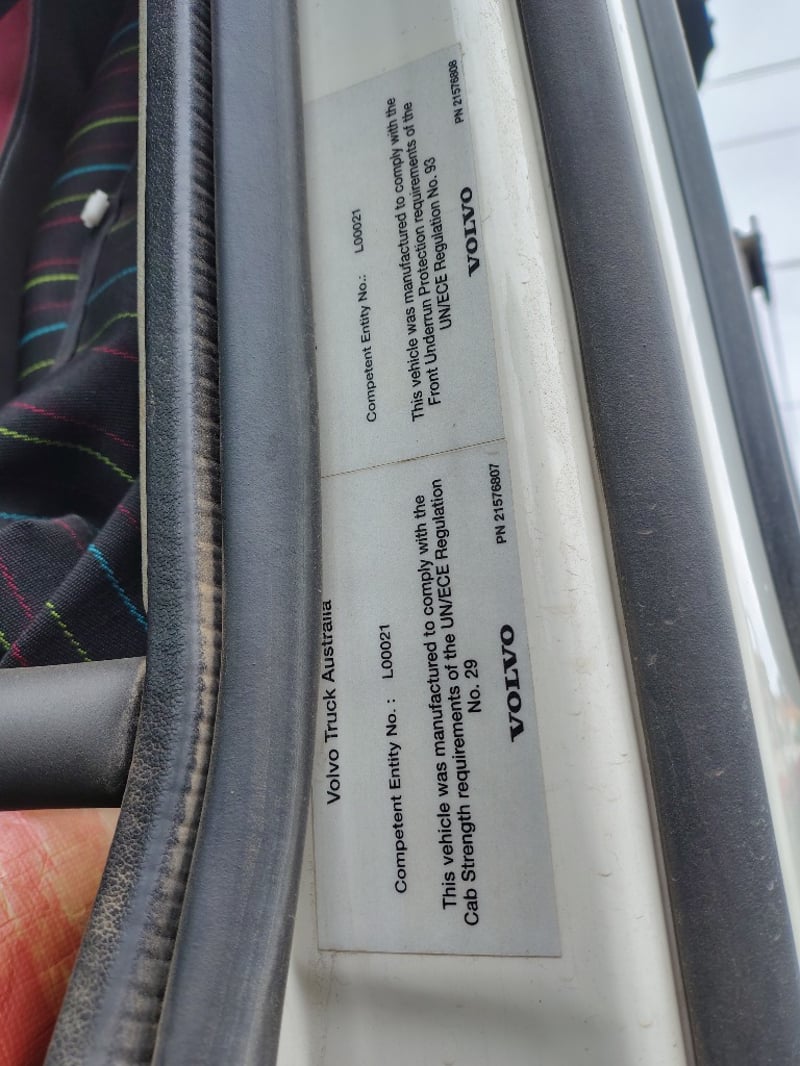 Volvo Truck Australia
Competent Entity No. : L00021
This vehicle was manufactured to comply with the
Cab Strength requirements of the UN/ECE Regulation
No. 29
VOLVO
PN 21576807
Competent Entity No.: L00021
This vehicle was manufactured to comply with the
Front Underrun Protection requirements of the
UN/ECE Regulation No. 93
VOLVO
PN 21576808